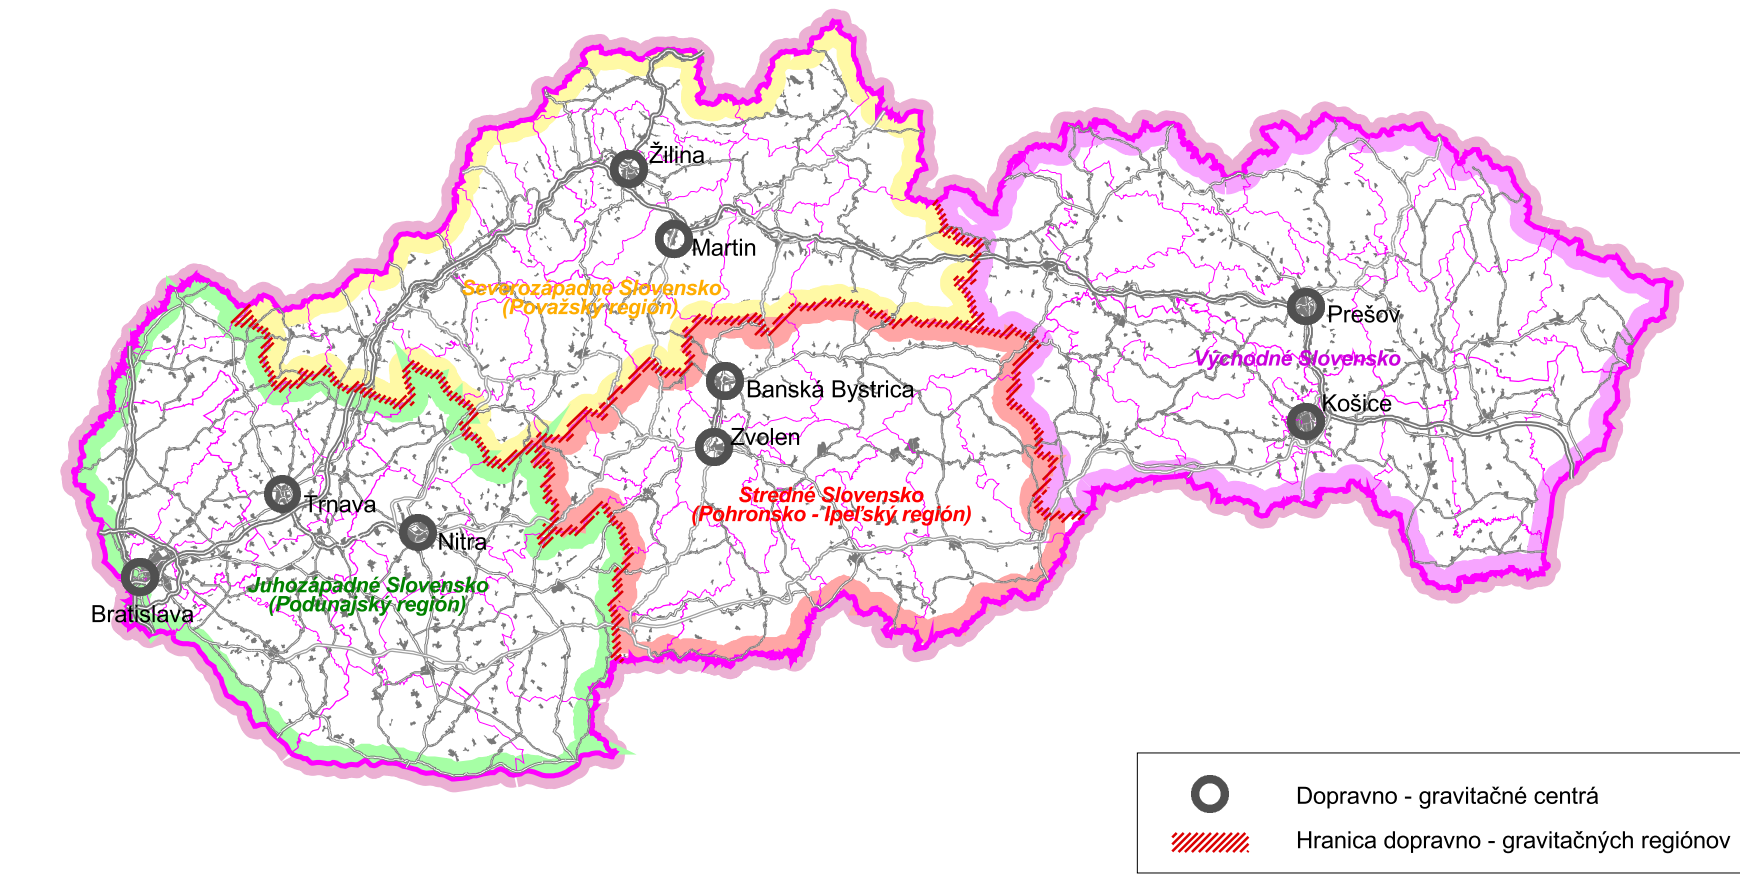 Žilina
Martin
Severozápadné Slovensko
(Považský región)
Prešov
Východné Slovensko
Banská Bystrica
Košice
Zvolen
Stredné Slovensko
(Pohronsko - Ipeľský región)
Trnava
Nitra
Juhozápadné Slovensko
(Podunajský región)
Bratislava
Dopravno - gravitačné centrá
Hranica dopravno - gravitačných regiónov